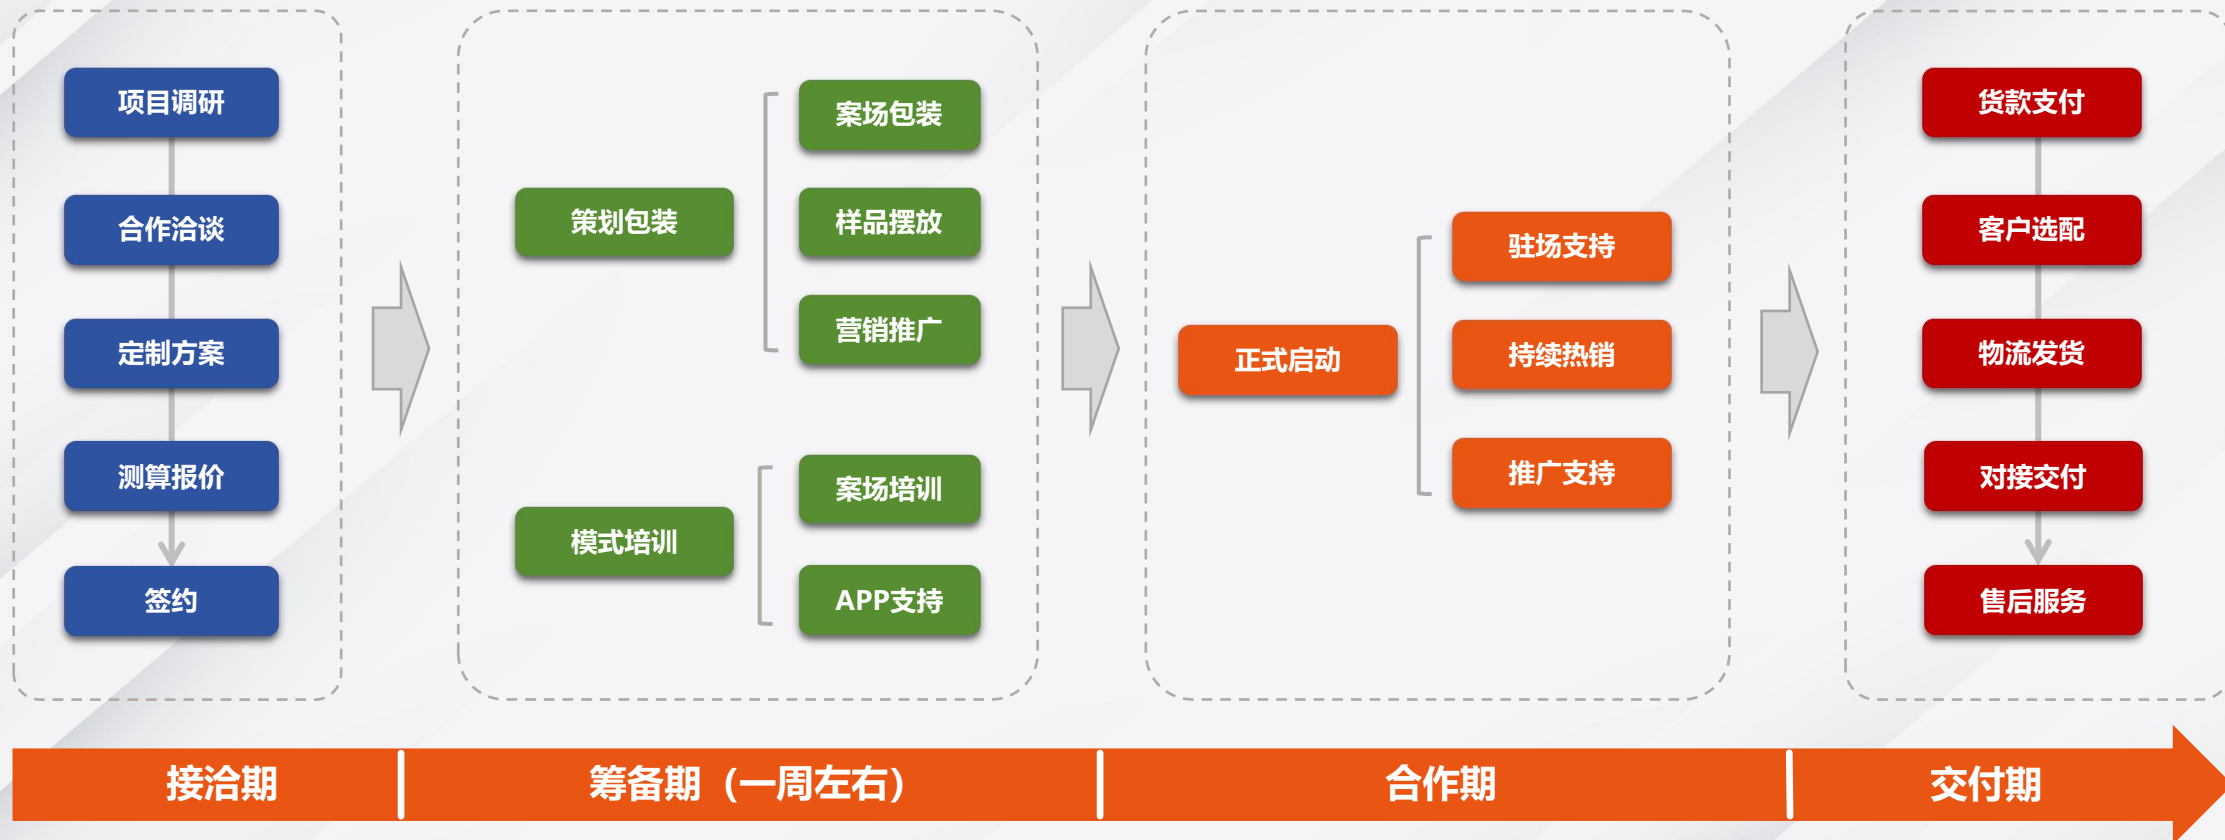 项目调研
合作洽谈
定制方案
测算报价
签约
策划包装
案场包装
样品摆放
营销推广
模式培训
案场培训
APP支持
正式启动
驻场支持
持续热销
推广支持
货款支付
客户选配
物流发货
对接交付
售后服务
接洽期
筹备期（一周左右）
合作期
交付期